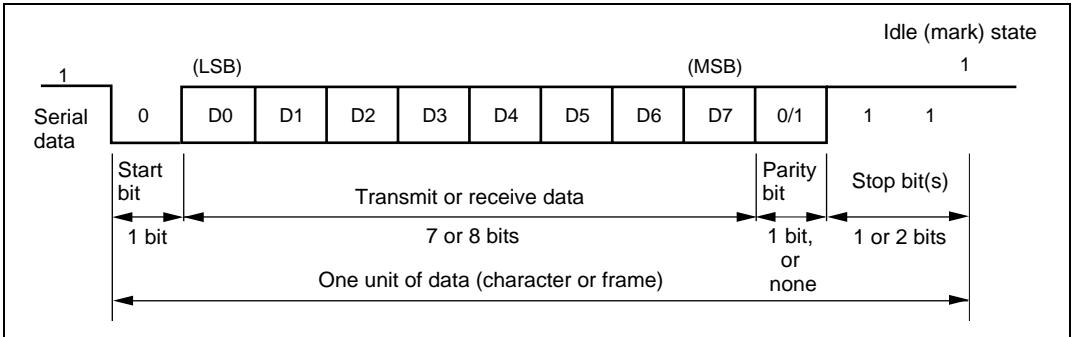 Idle (mark) state
1
(LSB)
(MSB)
1
Serial
data
0
D0
D1
D2
D3
D4
D5
D6
D7
0/1
1
1
Start
bit
Transmit or receive data
Parity
bit
Stop bit(s)
1 bit
7 or 8 bits
1 bit,
or
none
1 or 2 bits
One unit of data (character or frame)